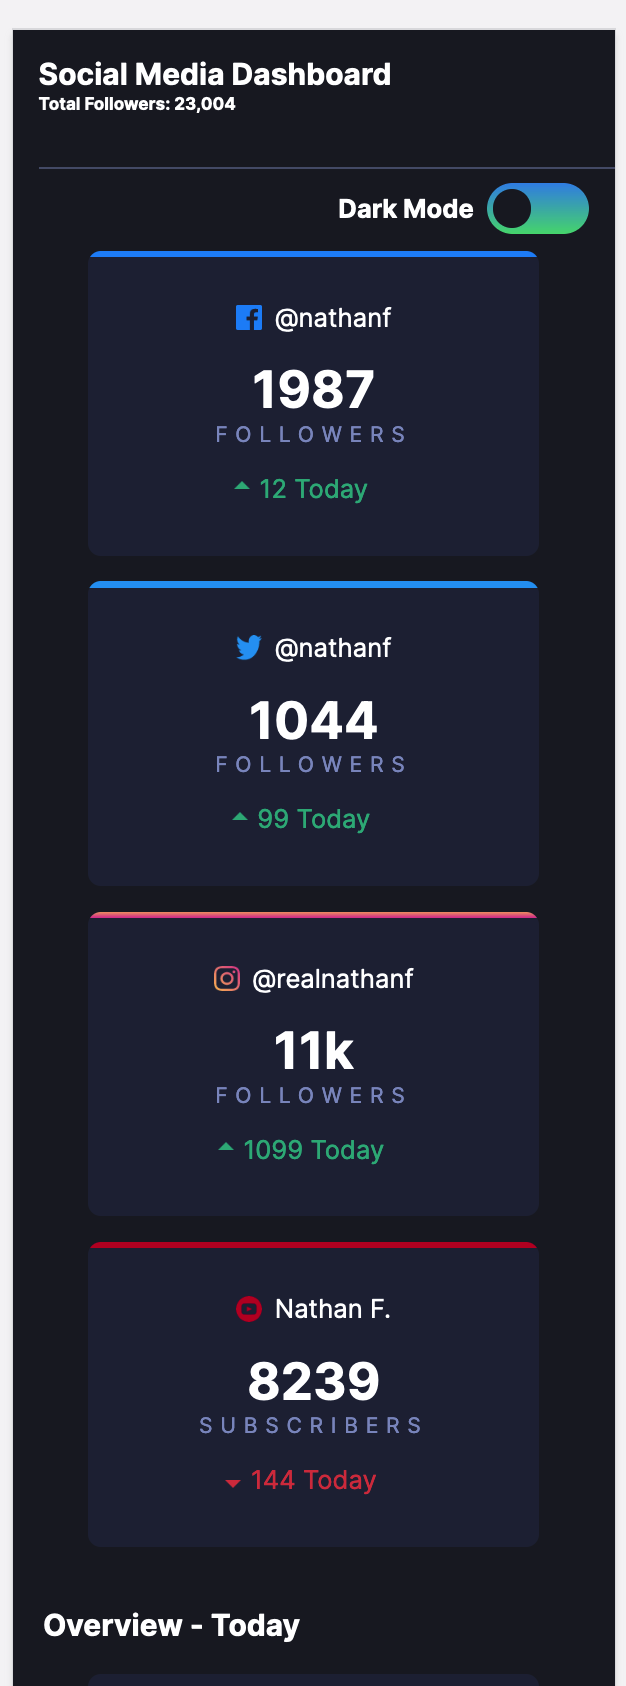 Social Media Dashboard
Total Followers: 23,004
Dark Mode
@nathanf
1987
FOLLOWERS
12 Today
@nathanf
1044
FOLLOWERS
99 Today
@realnathanf
11k
FOLLOWERS
1099 Today
Nathan F.
8239
SUBSCRIBERS
144 Today
Overview - Today